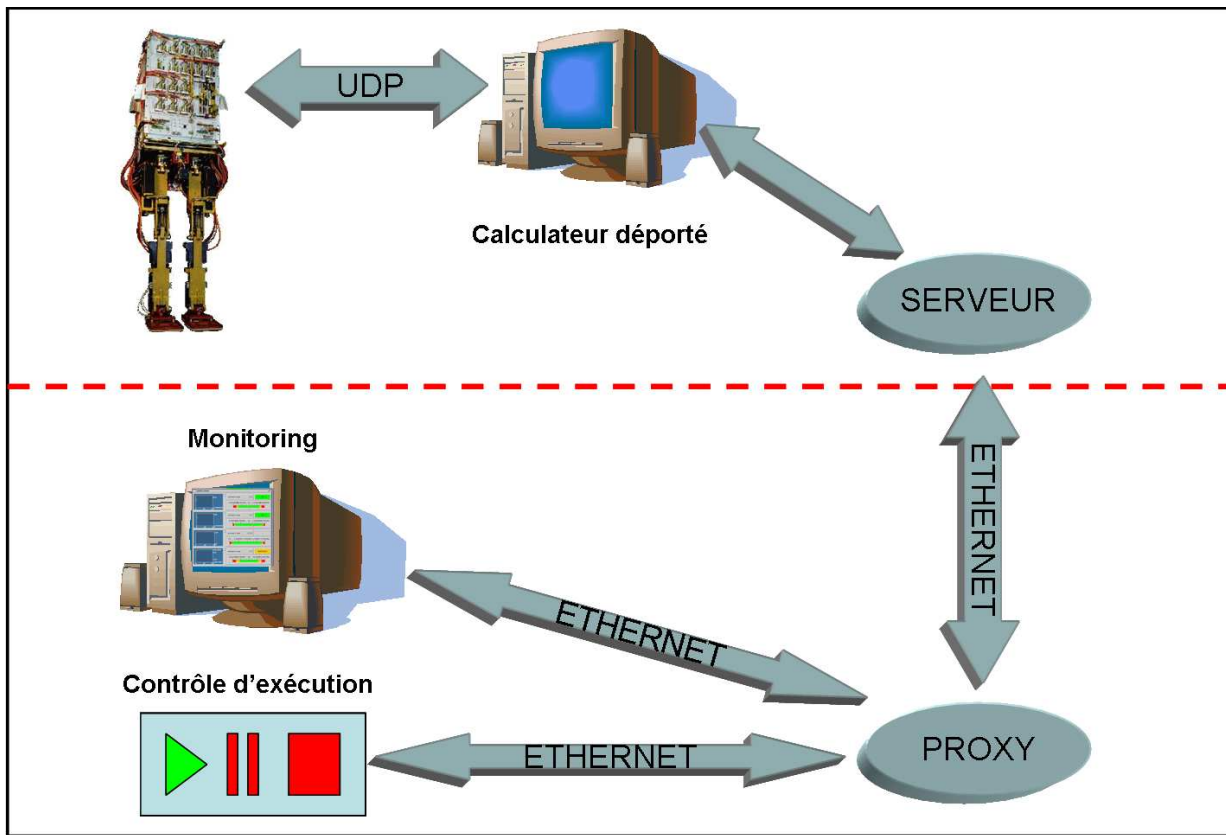 UDP
Calculateur déporté
SERVEUR
ETHERNET
Monitoring
ETHERNET
Contrôle d'exécution
ETHERNET
PROXY